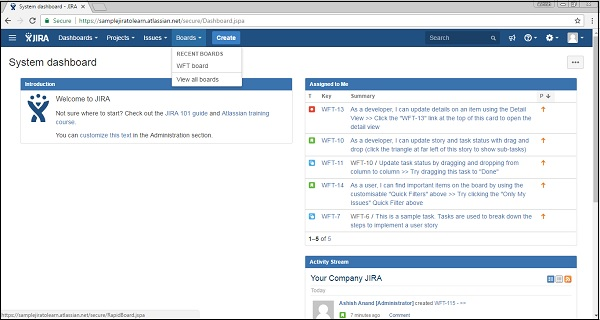 System Dashboard - JIRA
Secure | https://samplejiratolearn.atlassian.net/secure/Dashboard.jspa
JIRA Dashboards Projects Issues Boards Create Search
RECENT BOARDS
WFT board
View all boards
System dashboard
Introduction
Welcome to JIRA
Not sure where to start? Check out the JIRA 101 guide and Atlassian training
course.
You can customize this text in the Administration section.
Assigned to Me
T Key Summary P
WFT-13 As a developer, I can update details on an item using the Detail
View >> Click the "WFT-13" link at the top of this card to open the
detail view
WFT-10 As a developer, I can update story and task status with drag and
drop (click the triangle at far left of this story to show sub-tasks)
WFT-11 WFT-10 / Update task status by dragging and dropping from
column to column >> Try dragging this task to "Done"
WFT-14 As a user, I can find important items on the board by using the
customisable "Quick Filters" above >> Try clicking the "Only My
Issues" Quick Filter above
WFT-7 WFT-6 / This is a sample task. Tasks are used to break down the
steps to implement a user story
1–5 of 5
Activity Stream
Your Company JIRA
Today
Ashish Anand [Administrator] created WFT-115 - ==
7 minutes ago Comment
https://samplejiratolearn.atlassian.net/secure/RapidBoard.jspa